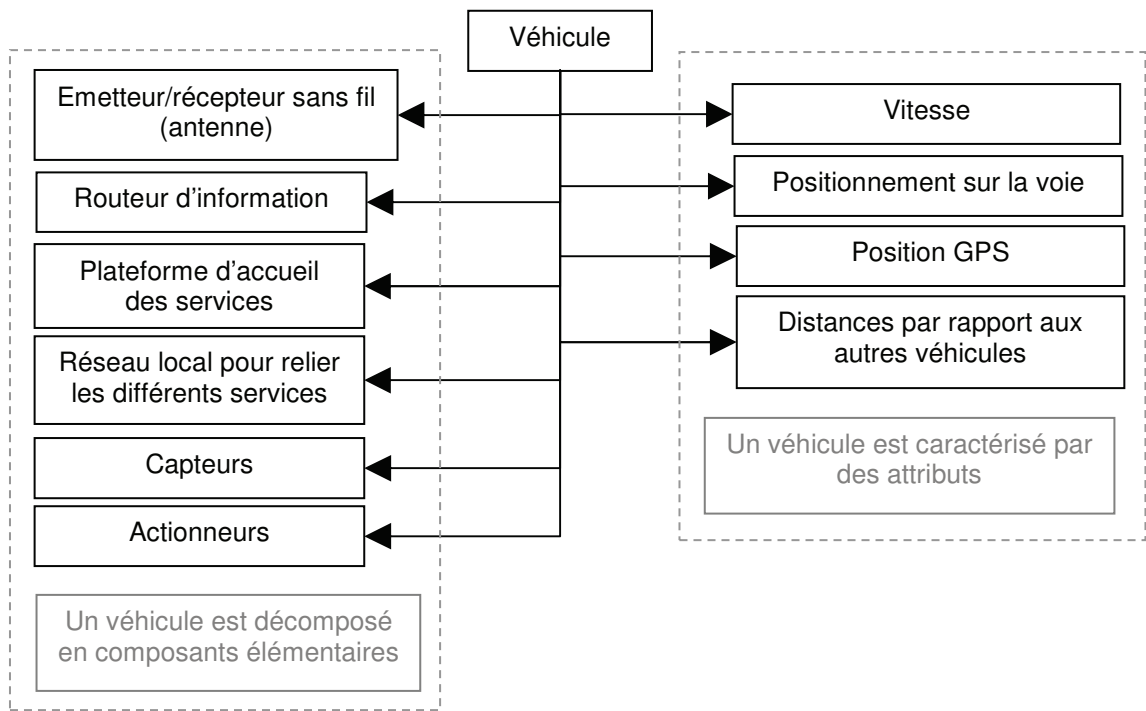 Véhicule
Emetteur/récepteur sans fil
(antenne)
Routeur d'information
Plateforme d'accueil
des services
Réseau local pour relier
les différents services
Capteurs
Actionneurs
Un véhicule est décomposé
en composants élémentaires
Vitesse
Positionnement sur la voie
Position GPS
Distances par rapport aux
autres véhicules
Un véhicule est caractérisé par
des attributs